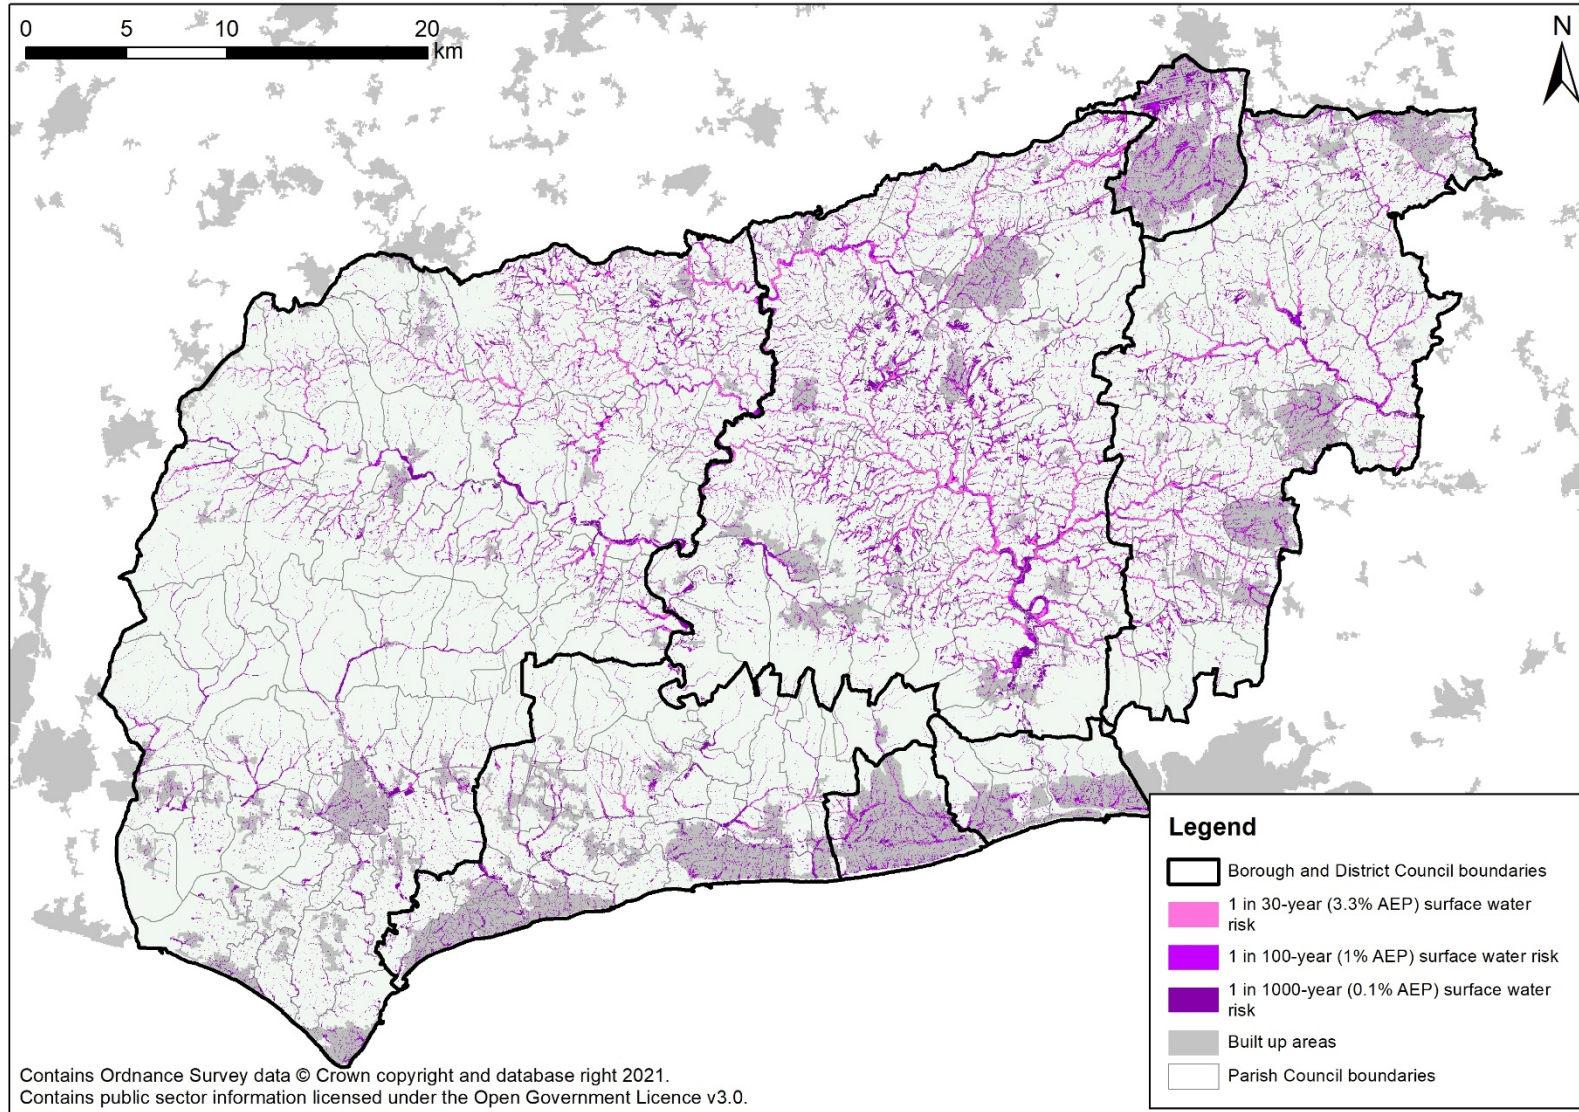 0 5 10 20
km
N
Legend
Borough and District Council boundaries
1 in 30-year (3.3% AEP) surface water
risk
1 in 100-year (1% AEP) surface water risk
1 in 1000-year (0.1% AEP) surface water
risk
Built up areas
Parish Council boundaries
Contains Ordnance Survey data © Crown copyright and database right 2021.
Contains public sector information licensed under the Open Government Licence v3.0.